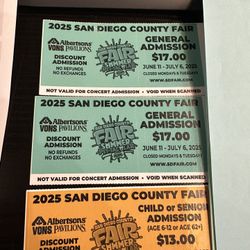 2025 SAN DIEGO COUNTY FAIR
Albertsons
VONS PAVILIONS
DISCOUNT
ADMISSION
NO REFUNDS
NO EXCHANGES
FAIR
GENERAL
ADMISSION
$17.00
JUNE 11 - JULY 6, 2025
CLOSED MONDAYS & TUESDAYS
WWW.SDFAIR.COM
NOT VALID FOR CONCERT ADMISSION • VOID WHEN SCANNED
2025 SAN DIEGO COUNTY FAIR
Albertsons
VONS PAVILIONS
DISCOUNT
ADMISSION
NO REFUNDS
NO EXCHANGES
FAIR
GENERAL
ADMISSION
$17.00
JUNE 11 - JULY 6, 2025
CLOSED MONDAYS & TUESDAYS
WWW.SDFAIR.COM
NOT VALID FOR CONCERT ADMISSION • VOID WHEN SCANNED
2025 SAN DIEGO COUNTY FAIR
Albertsons
VONS PAVILIONS
DISCOUNT
ADMISSION
FAIR
CHILD or SENIOR
ADMISSION
(AGE 6-12 or AGE 62+)
$13.00